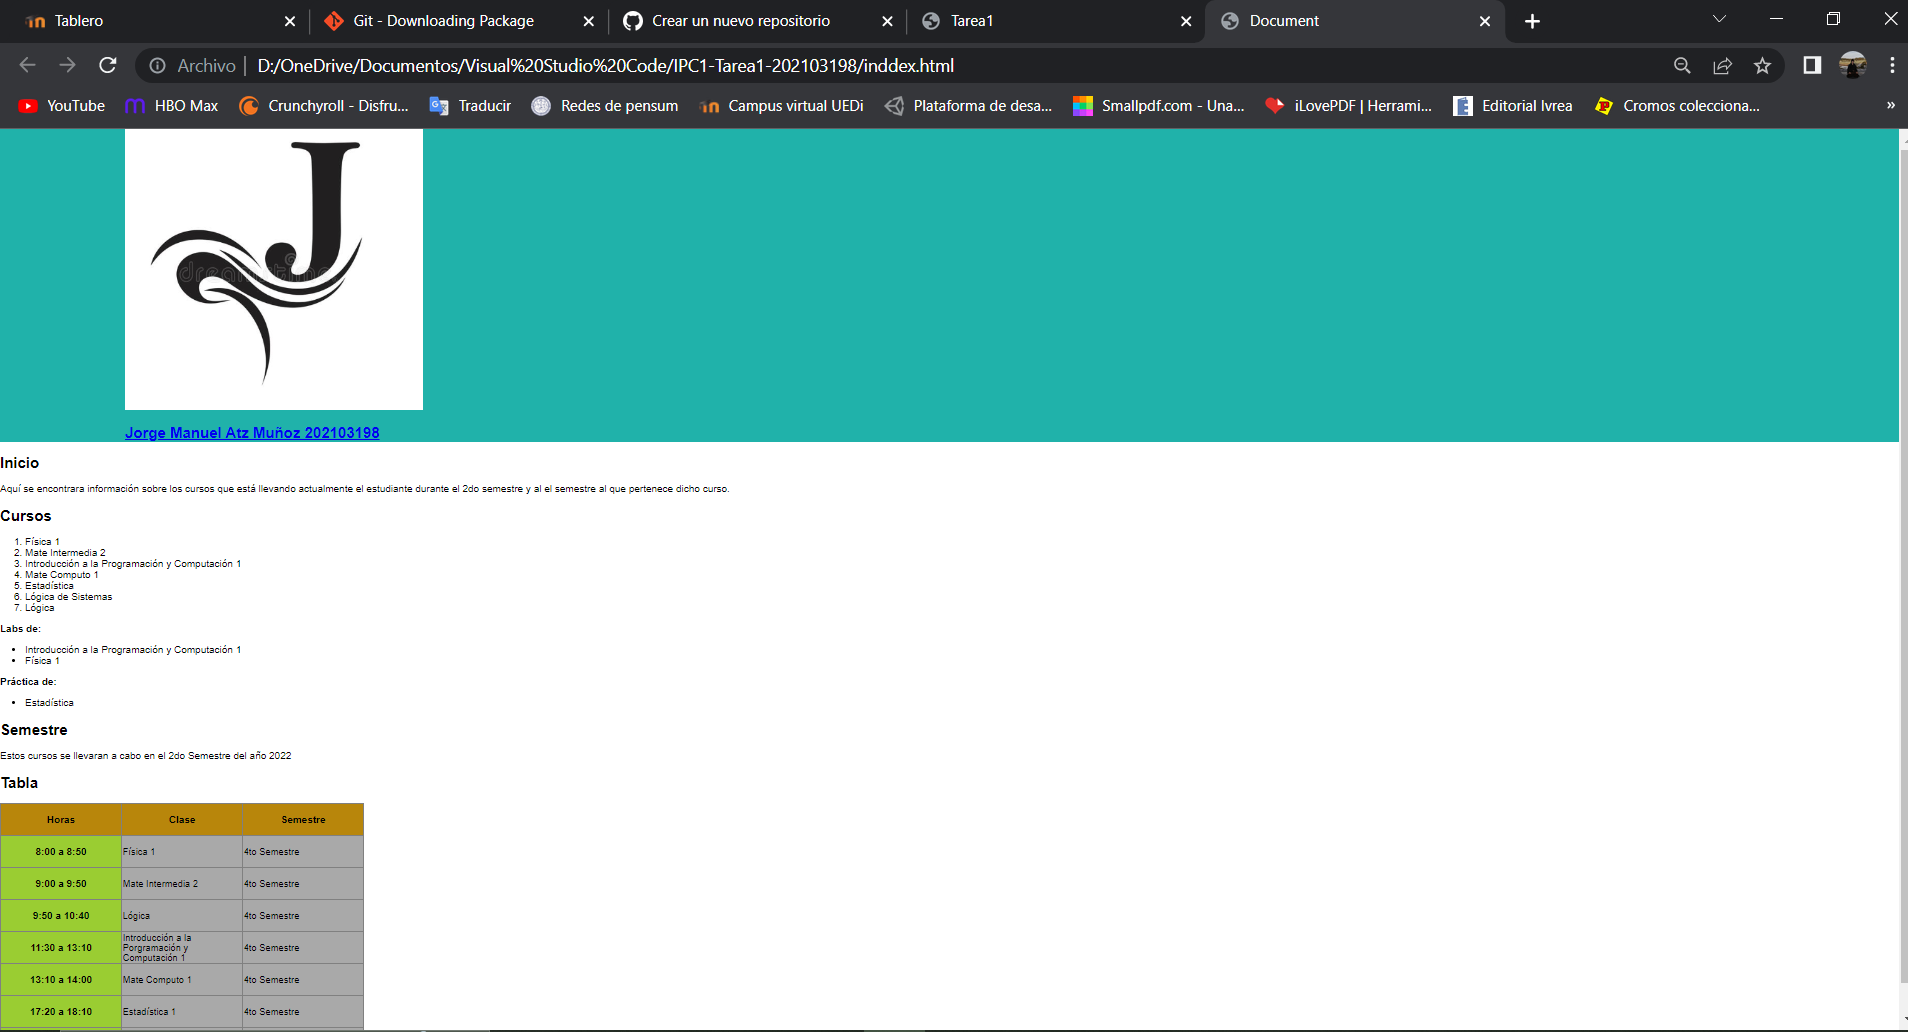 Tablero
Git - Downloading Package
Crear un nuevo repositorio
Tarea1
Document
Archivo D:/OneDrive/Documentos/Visual%20Studio%20Code/IPC1-Tarea1-202103198/inddex.html
YouTube
HBO Max
Crunchyroll - Disfru...
Traducir
Redes de pensum
Campus virtual UEDi
Plataforma de desa...
Smallpdf.com - Una...
iLovePDF | Herrami...
Editorial Ivrea
Cromos colecciona...
»
J
dreamstime
Jorge Manuel Atz Muñoz 202103198
Inicio
Aquí se encontrara información sobre los cursos que está llevando actualmente el estudiante durante el 2do semestre y al el semestre al que pertenece dicho curso.
Cursos
1. Física 1
2. Mate Intermedia 2
3. Introducción a la Programación y Computación 1
4. Mate Computo 1
5. Estadística
6. Lógica de Sistemas
7. Lógica
Labs de:
• Introducción a la Programación y Computación 1
• Física 1
Práctica de:
• Estadística
Semestre
Estos cursos se llevaran a cabo en el 2do Semestre del año 2022
Tabla
Horas Clase Semestre
8:00 a 8:50 Física 1 4to Semestre
9:00 a 9:50 Mate Intermedia 2 4to Semestre
9:50 a 10:40 Lógica 4to Semestre
11:30 a 13:10 Introducción a la Porgramación y Computación 1 4to Semestre
13:10 a 14:00 Mate Computo 1 4to Semestre
17:20 a 18:10 Estadística 1 4to Semestre